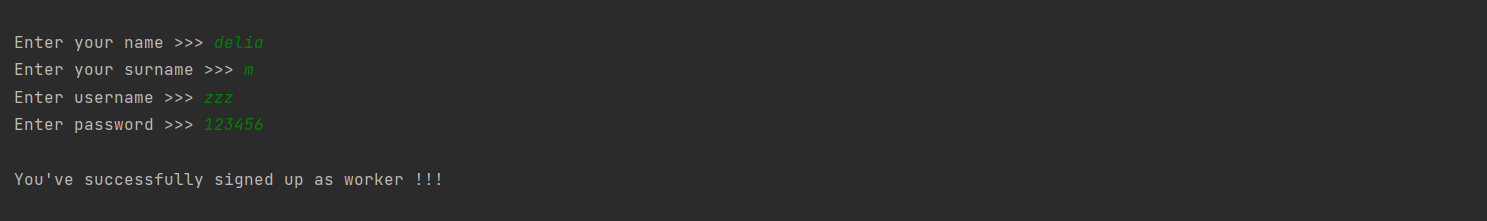 Enter your name >>> delia
Enter your surname >>> m
Enter username >>> zzz
Enter password >>> 123456
You've successfully signed up as worker !!!